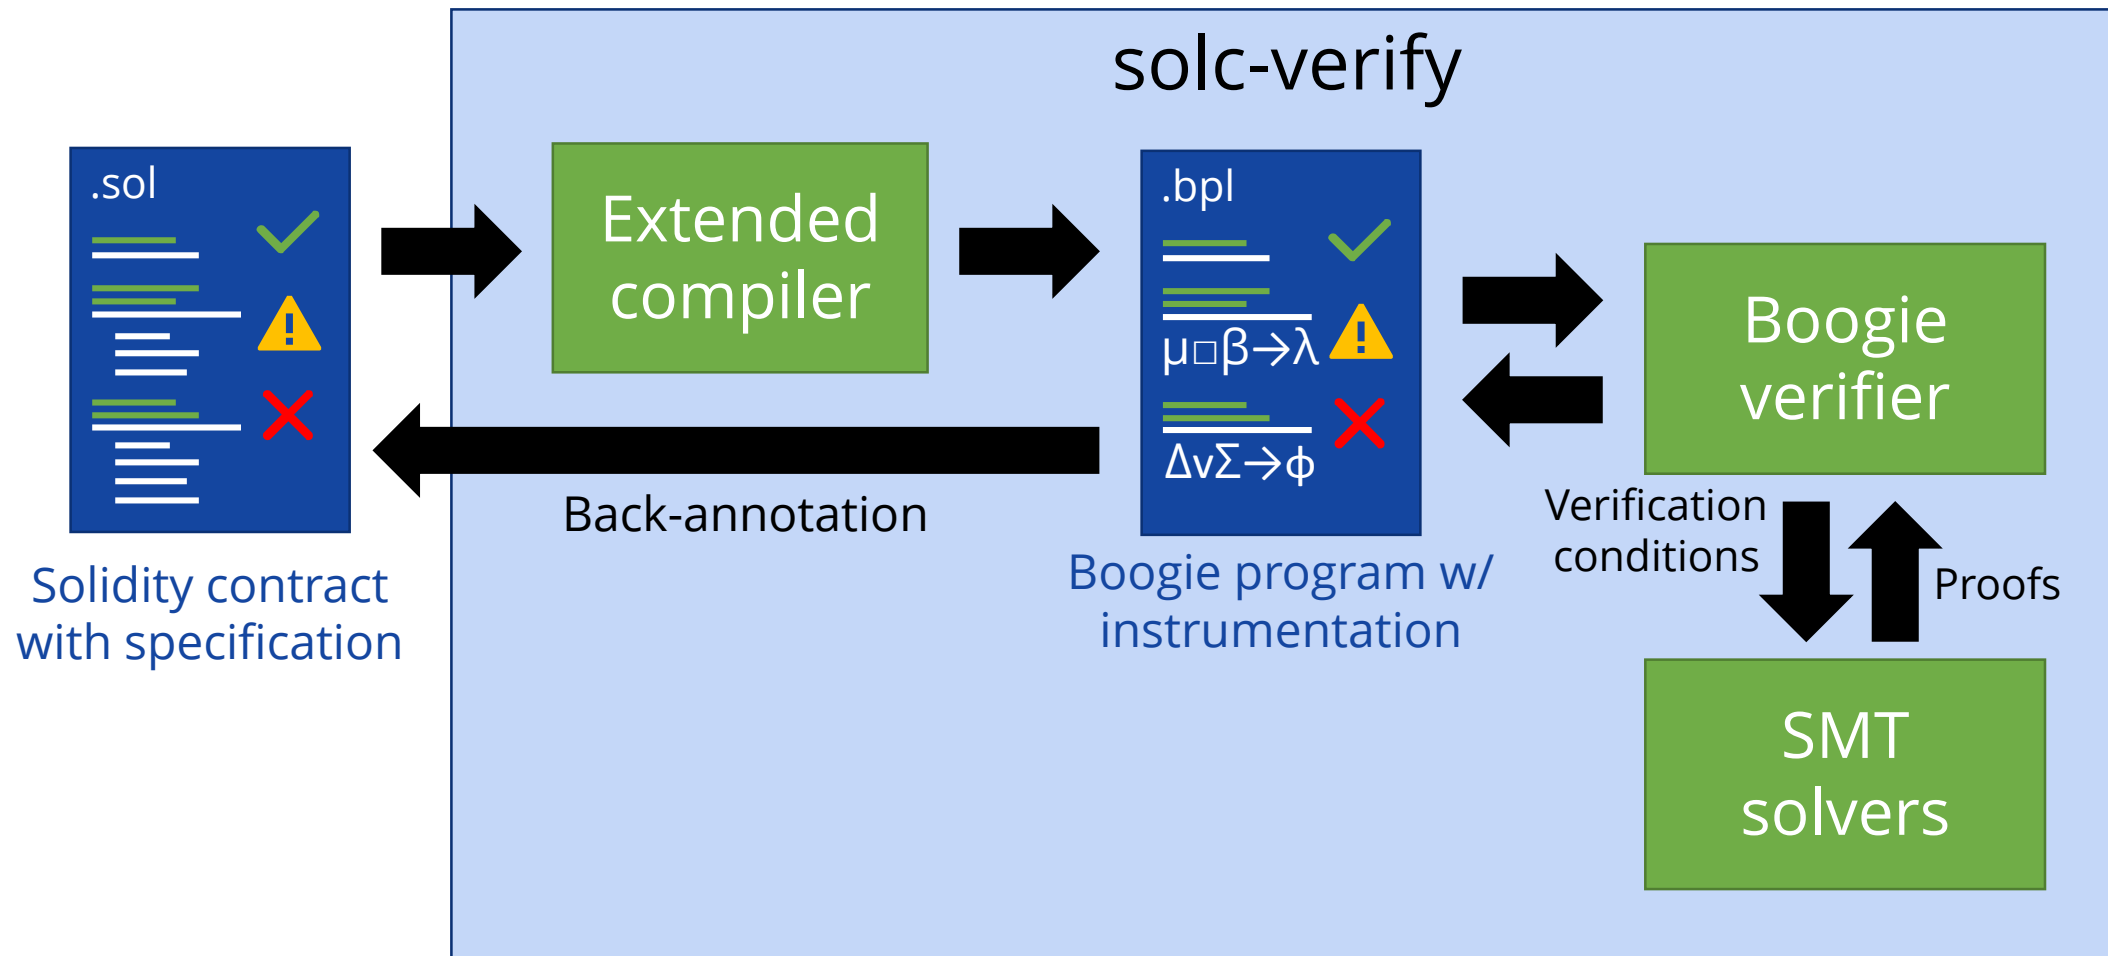 solc-verify
.sol
Extended
compiler
.bpl
μ□β→λ
ΔvΣ→ϕ
Boogie
verifier
Back-annotation
Verification
conditions
Proofs
Solidity contract
with specification
Boogie program w/
instrumentation
SMT
solvers